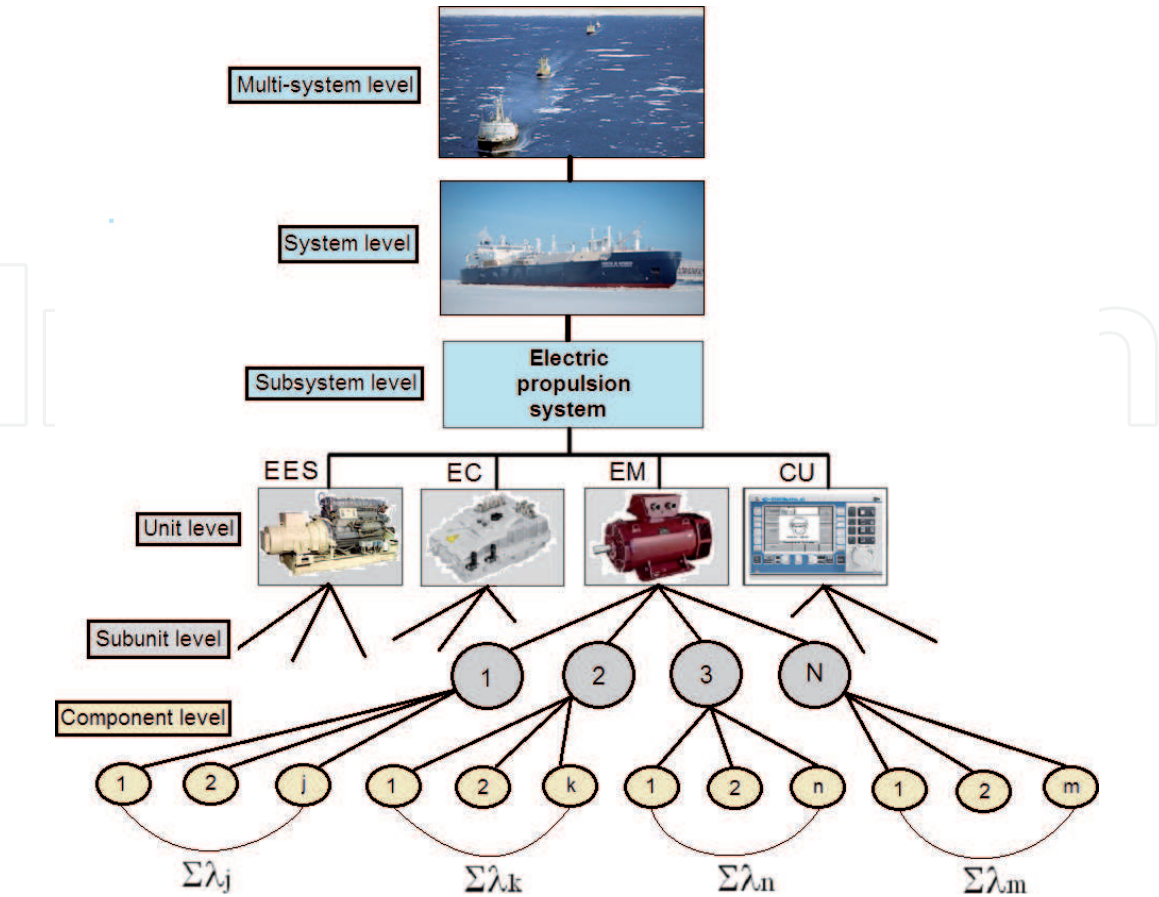 Multi-system level
System level
Subsystem level
Electric
propulsion
system
EES
EC
EM
CU
Unit level
Subunit level
1
2
3
N
Component level
1
2
j
1
2
k
1
2
n
1
2
m
Σλj
Σλk
Σλn
Σλm